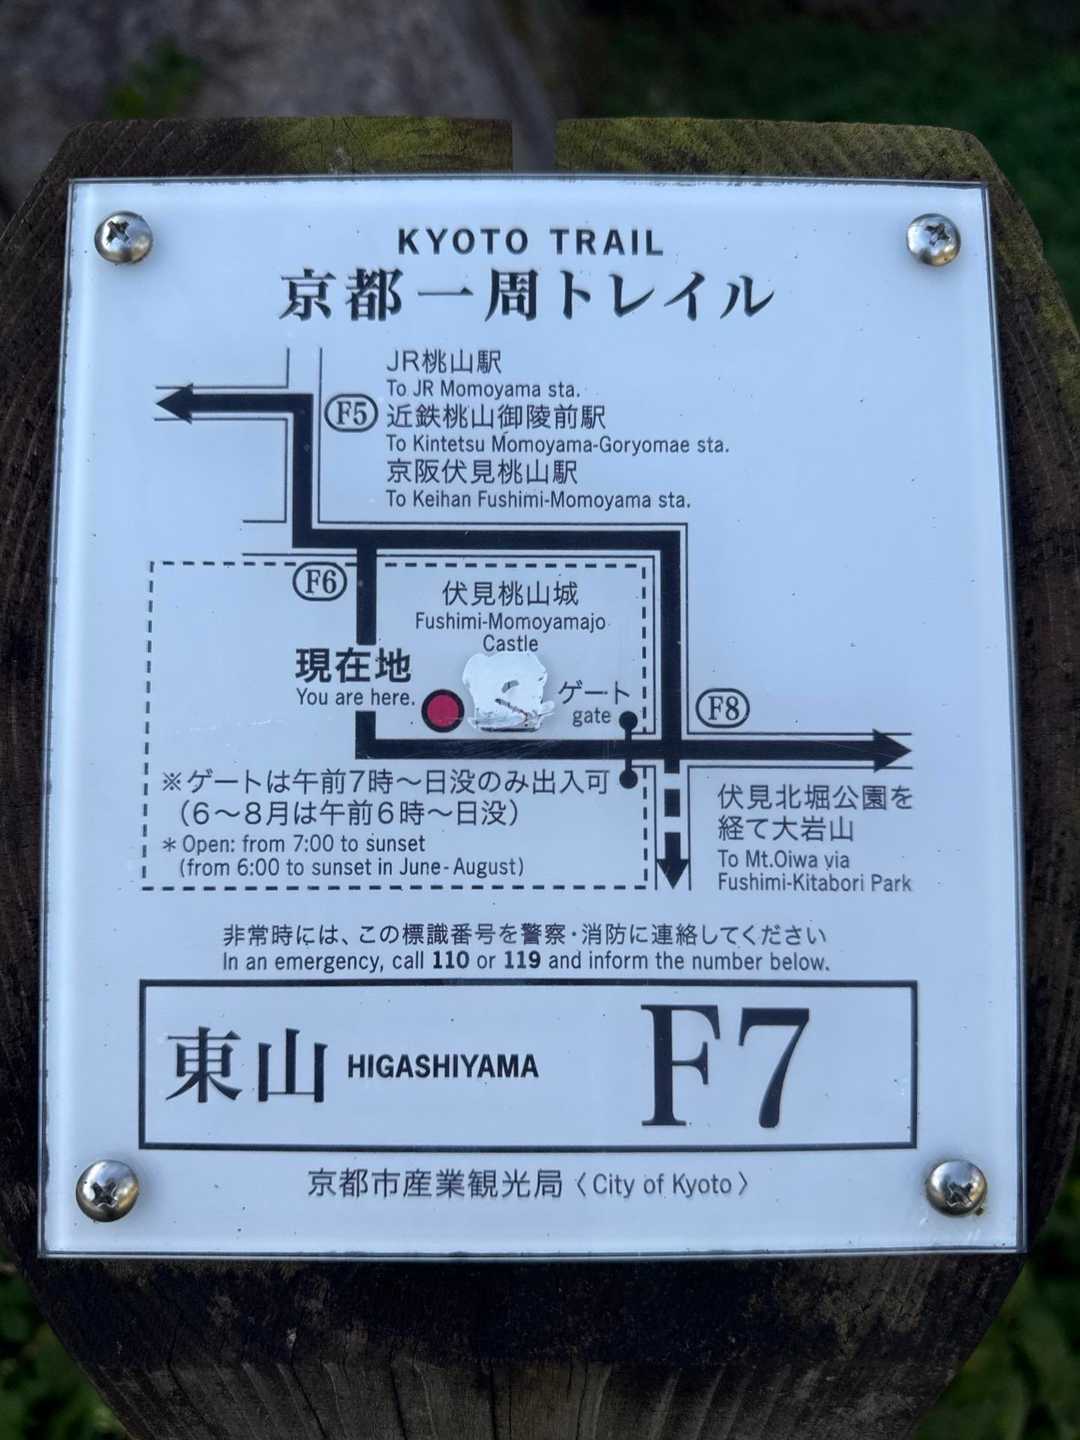 KYOTO TRAIL
京都一周トレイル
JR桃山駅
To JR Momoyama sta.
F5
近鉄桃山御陵前駅
To Kintetsu Momoyama-Goryomae sta.
京阪伏見桃山駅
To Keihan Fushimi-Momoyama sta.
F6
伏見桃山城
Fushimi-Momoyamajo
Castle
現在地
You are here.
ゲート
gate
F8
※ゲートは午前7時～日没のみ出入可
（6～8月は午前6時～日没）
＊Open: from 7:00 to sunset
(from 6:00 to sunset in June-August)
伏見北堀公園を
経て大岩山
To Mt.Oiwa via
Fushimi-Kitabori Park
非常時には、この標識番号を警察・消防に連絡してください
In an emergency, call 110 or 119 and inform the number below.
東山 HIGASHIYAMA F7
京都市産業観光局〈City of Kyoto〉